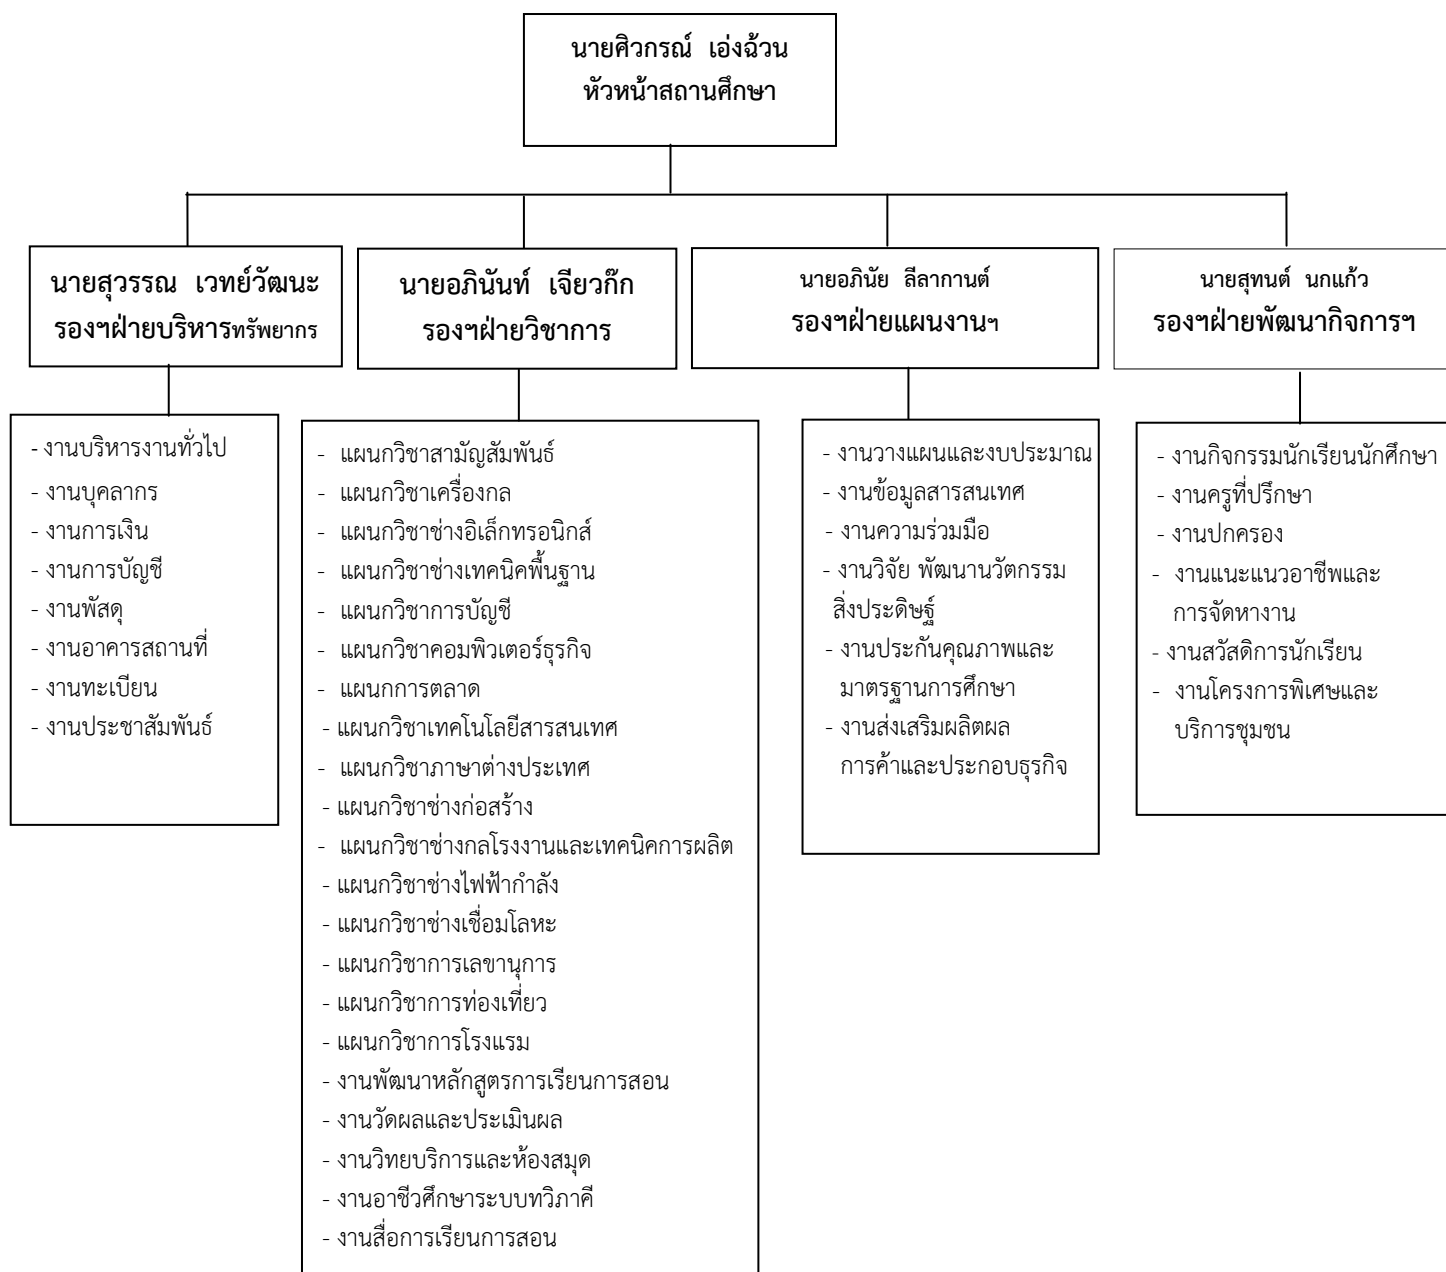 นายศิวกรณ์ เอ่งฉ้วน
หัวหน้าสถานศึกษา
นายสุวรรณ เวทย์วัฒนะ
รองฯฝ่ายบริหารทรัพยากร
นายอภินันท์ เจียวก๊ก
รองฯฝ่ายวิชาการ
นายอภินัย ลีลากานต์
รองฯฝ่ายแผนงานฯ
นายสุทนต์ นกแก้ว
รองฯฝ่ายพัฒนากิจการฯ
- งานบริหารงานทั่วไป
- งานบุคลากร
- งานการเงิน
- งานการบัญชี
- งานพัสดุ
- งานอาคารสถานที่
- งานทะเบียน
- งานประชาสัมพันธ์
- แผนกวิชาสามัญสัมพันธ์
- แผนกวิชาเครื่องกล
- แผนกวิชาช่างอิเล็กทรอนิกส์
- แผนกวิชาช่างเทคนิคพื้นฐาน
- แผนกวิชาการบัญชี
- แผนกวิชาคอมพิวเตอร์ธุรกิจ
- แผนกการตลาด
- แผนกวิชาเทคโนโลยีสารสนเทศ
- แผนกวิชาภาษาต่างประเทศ
- แผนกวิชาช่างก่อสร้าง
- แผนกวิชาช่างกลโรงงานและเทคนิคการผลิต
- แผนกวิชาช่างไฟฟ้ากำลัง
- แผนกวิชาช่างเชื่อมโลหะ
- แผนกวิชาการเลขานุการ
- แผนกวิชาการท่องเที่ยว
- แผนกวิชาการโรงแรม
- งานพัฒนาหลักสูตรการเรียนการสอน
- งานวัดผลและประเมินผล
- งานวิทยบริการและห้องสมุด
- งานอาชีวศึกษาระบบทวิภาคี
- งานสื่อการเรียนการสอน
- งานวางแผนและงบประมาณ
- งานข้อมูลสารสนเทศ
- งานความร่วมมือ
- งานวิจัย พัฒนานวัตกรรม
สิ่งประดิษฐ์
- งานประกันคุณภาพและ
มาตรฐานการศึกษา
- งานส่งเสริมผลิตผล
การค้าและประกอบธุรกิจ
- งานกิจกรรมนักเรียนนักศึกษา
- งานครูที่ปรึกษา
- งานปกครอง
- งานแนะแนวอาชีพและ
การจัดหางาน
- งานสวัสดิการนักเรียน
- งานโครงการพิเศษและ
บริการชุมชน